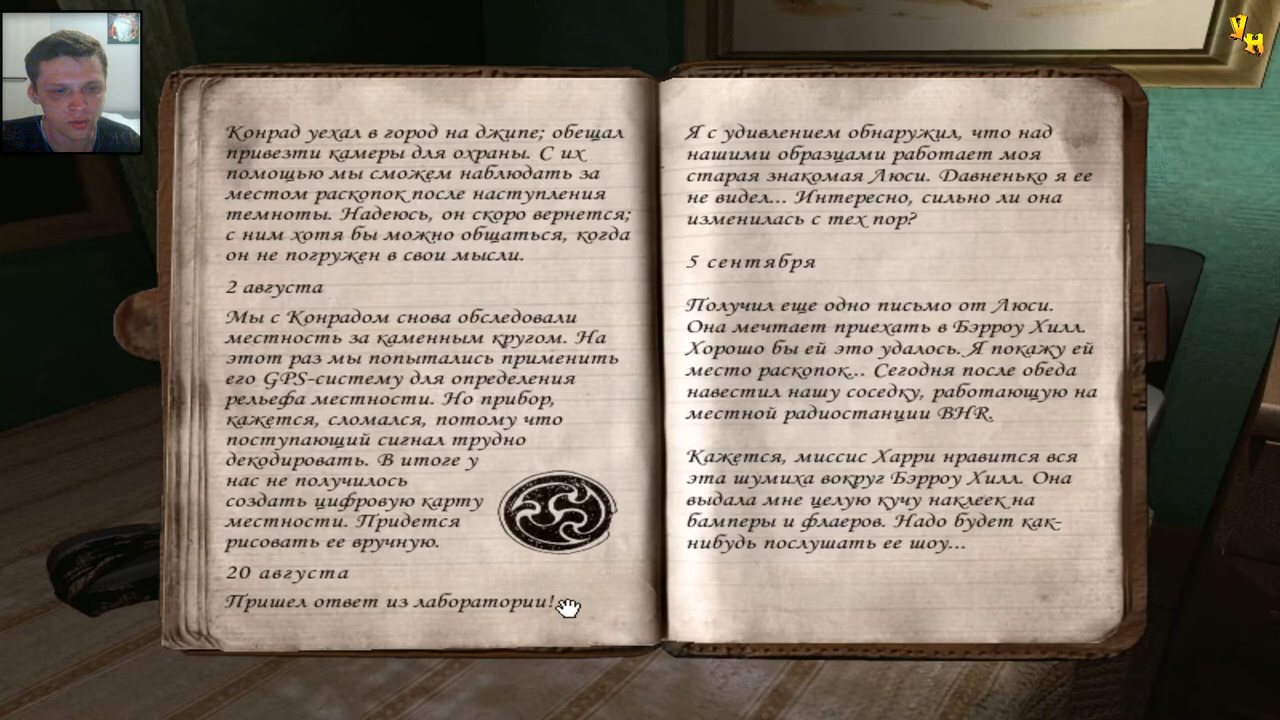 УН
Конрад уехал в город на джипе; обещал
привезти камеры для охраны. С их
помощью мы сможем наблюдать за
местом раскопок после наступления
темноты. Надеюсь, он скоро вернется;
с ним хотя бы можно общаться, когда
он не погружен в свои мысли.
2 августа
Мы с Конрадом снова обследовали
местность за каменным кругом. На
этот раз мы попытались применить
его GPS-систему для определения
рельефа местности. Но прибор,
кажется, сломался, потому что
поступающий сигнал трудно
декодировать. В итоге у
нас не получилось
создать цифровую карту
местности. Придется
рисовать ее вручную.
20 августа
Пришел ответ из лаборатории!
Я с удивлением обнаружил, что над
нашими образцами работает моя
старая знакомая Люси. Давненько я ее
не видел... Интересно, сильно ли она
изменилась с тех пор?
5 сентября
Получил еще одно письмо от Люси.
Она мечтает приехать в Бэрроу Хилл.
Хорошо бы ей это удалось. Я покажу ей
место раскопок... Сегодня после обеда
навестил нашу соседку, работающую на
местной радиостанции BHR.
Кажется, миссис Харри нравится вся
эта шумиха вокруг Бэрроу Хилл. Она
выдала мне целую кучу наклеек на
бамперы и флаеров. Надо будет как-
нибудь послушать ее шоу...